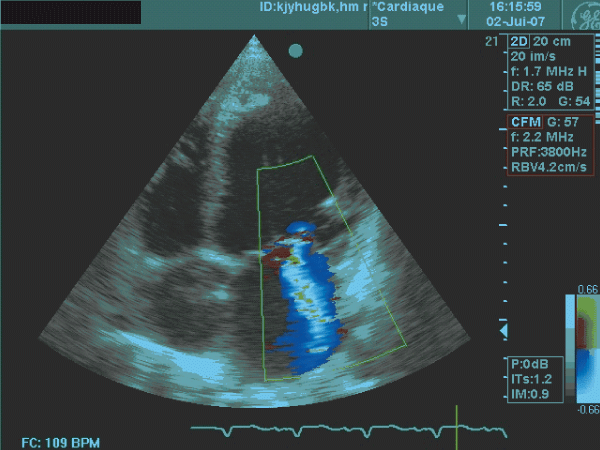 ID:kjyhugbk,hm r
*Cardiaque
3S
16:15:59
02-Jul-07
21
2D 20 cm
20 im/s
f: 1.7 MHz H
DR: 65 dB
R: 2.0 G: 54
CFM G: 57
f: 2.2 MHz
PRF:3800Hz
RBV4.2cm/s
0.66
-0.66
P:0dB
ITs:1.2
IM:0.9
FC: 109 BPM